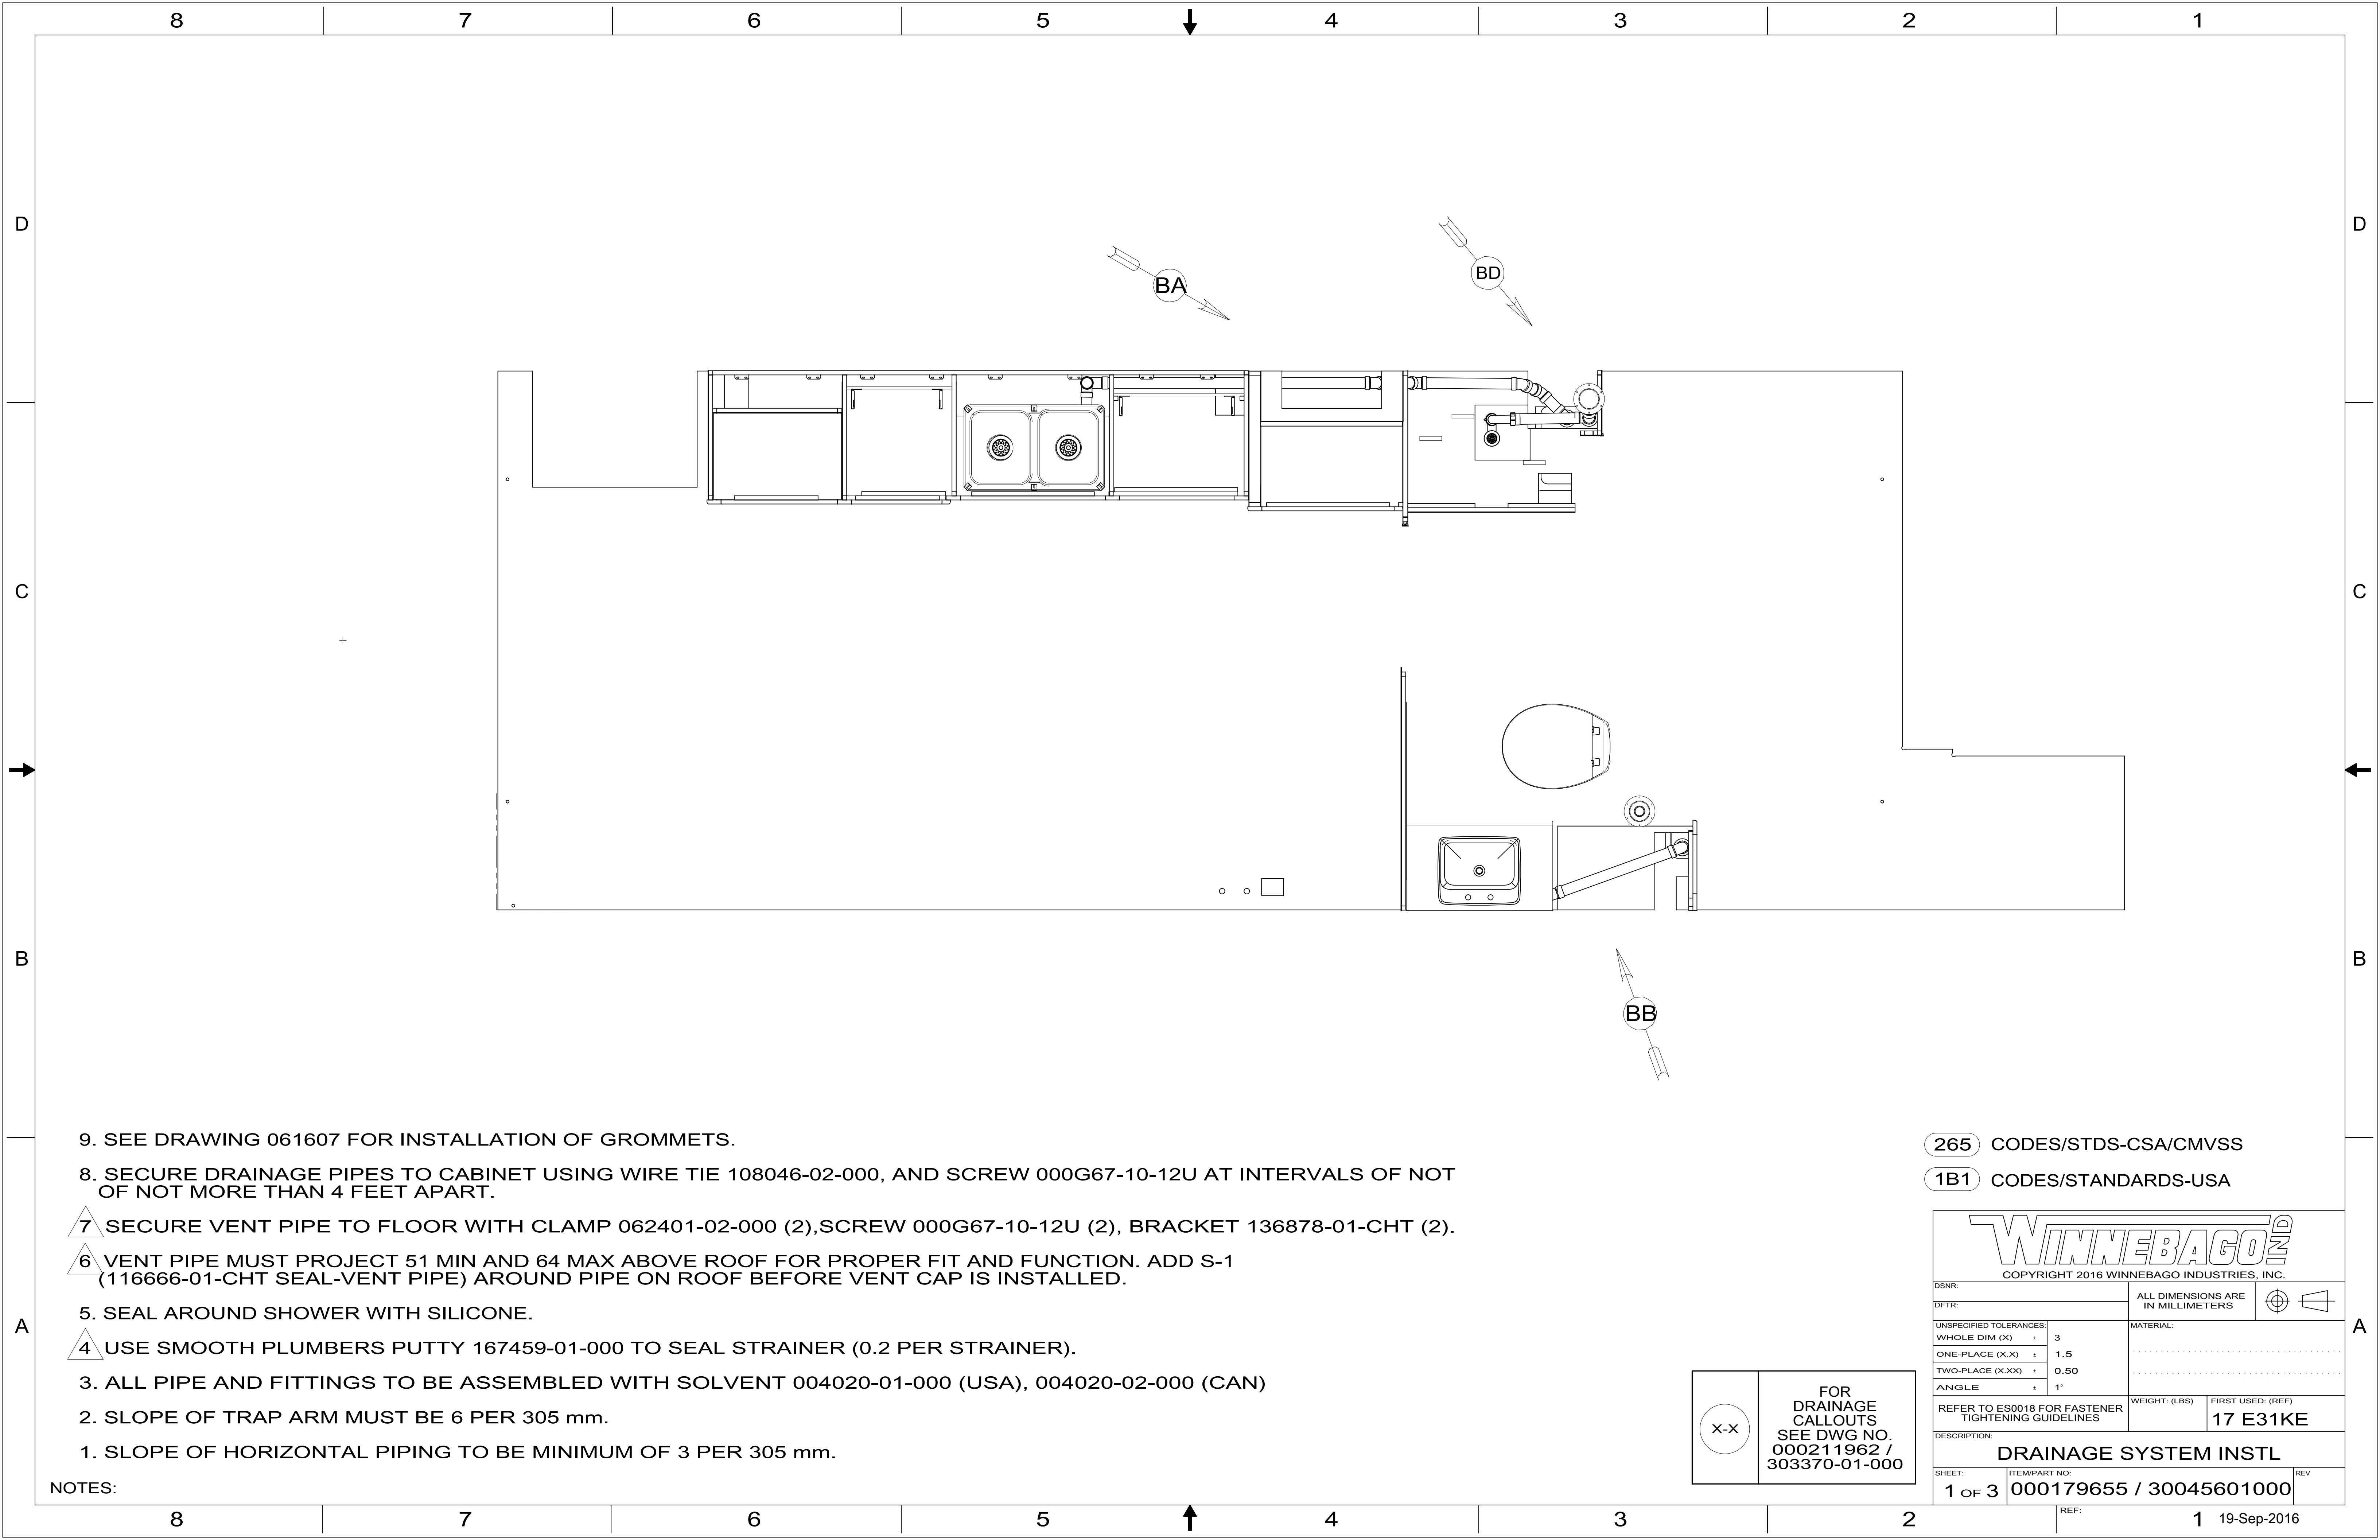 8 7 6 5 4 3 2 1
D D
BA
BD
C C
BB
B B
9. SEE DRAWING 061607 FOR INSTALLATION OF GROMMETS.
8. SECURE DRAINAGE PIPES TO CABINET USING WIRE TIE 108046-02-000, AND SCREW 000G67-10-12U AT INTERVALS OF NOT
OF NOT MORE THAN 4 FEET APART.
7 SECURE VENT PIPE TO FLOOR WITH CLAMP 062401-02-000 (2),SCREW 000G67-10-12U (2), BRACKET 136878-01-CHT (2).
6 VENT PIPE MUST PROJECT 51 MIN AND 64 MAX ABOVE ROOF FOR PROPER FIT AND FUNCTION. ADD S-1
(116666-01-CHT SEAL-VENT PIPE) AROUND PIPE ON ROOF BEFORE VENT CAP IS INSTALLED.
5. SEAL AROUND SHOWER WITH SILICONE.
4 USE SMOOTH PLUMBERS PUTTY 167459-01-000 TO SEAL STRAINER (0.2 PER STRAINER).
3. ALL PIPE AND FITTINGS TO BE ASSEMBLED WITH SOLVENT 004020-01-000 (USA), 004020-02-000 (CAN)
2. SLOPE OF TRAP ARM MUST BE 6 PER 305 mm.
1. SLOPE OF HORIZONTAL PIPING TO BE MINIMUM OF 3 PER 305 mm.
NOTES:
A A
X-X
FOR
DRAINAGE
CALLOUTS
SEE DWG NO.
000211962 /
303370-01-000
265 CODES/STDS-CSA/CMVSS
1B1 CODES/STANDARDS-USA
WINNEBAGO IND
COPYRIGHT 2016 WINNEBAGO INDUSTRIES, INC.
DSNR:
DFTR:
ALL DIMENSIONS ARE
IN MILLIMETERS
UNSPECIFIED TOLERANCES:
WHOLE DIM (X) ± 3
ONE-PLACE (X.X) ± 1.5
TWO-PLACE (X.XX) ± 0.50
ANGLE ± 1°
MATERIAL:
REFER TO ES0018 FOR FASTENER
TIGHTENING GUIDELINES
WEIGHT: (LBS)
FIRST USED: (REF)
17 E31KE
DESCRIPTION:
DRAINAGE SYSTEM INSTL
SHEET:
1 OF 3
ITEM/PART NO:
000179655 / 30045601000
REV
REF:
8 7 6 5 4 3 2 1
19-Sep-2016